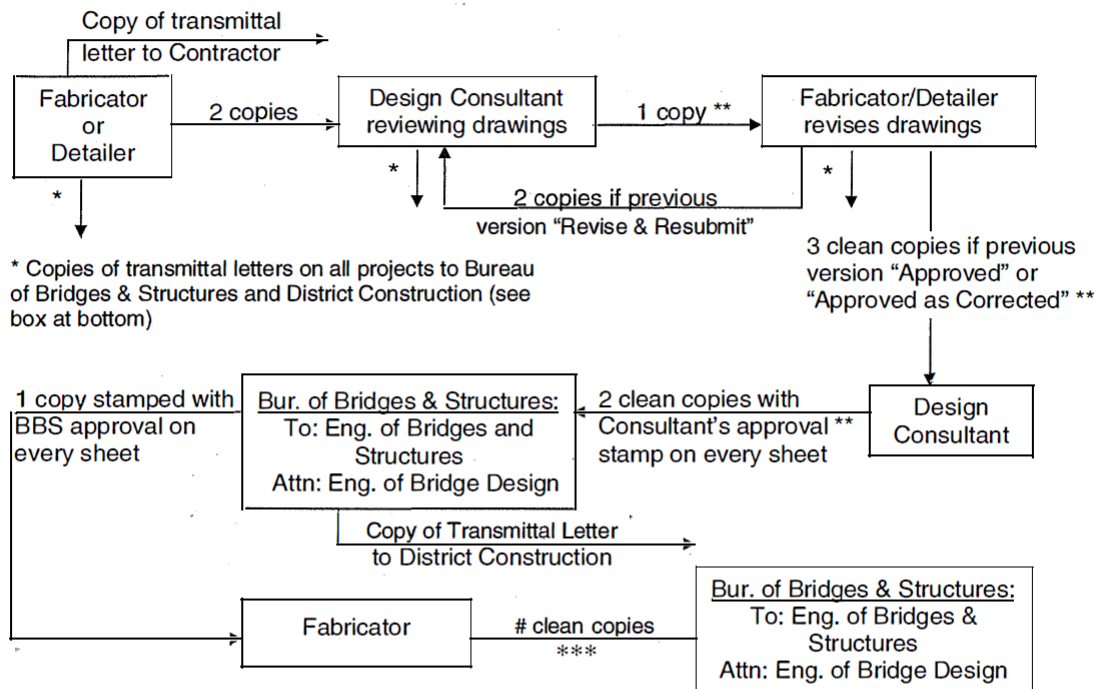 Copy of transmittal
letter to Contractor
Fabricator
or
Detailer
2 copies
Design Consultant
reviewing drawings
1 copy **
Fabricator/Detailer
revises drawings
*
*
*
2 copies if previous
version “Revise & Resubmit”
3 clean copies if previous
version “Approved” or
“Approved as Corrected” **
* Copies of transmittal letters on all projects to Bureau
of Bridges & Structures and District Construction (see
box at bottom)
1 copy stamped with
BBS approval on
every sheet
Bur. of Bridges & Structures:
To: Eng. of Bridges and
Structures
Attn: Eng. of Bridge Design
2 clean copies with
Consultant’s approval **
stamp on every sheet
Design
Consultant
Copy of Transmittal Letter
to District Construction
Fabricator
# clean copies
***
Bur. of Bridges & Structures:
To: Eng. of Bridges &
Structures
Attn: Eng. of Bridge Design